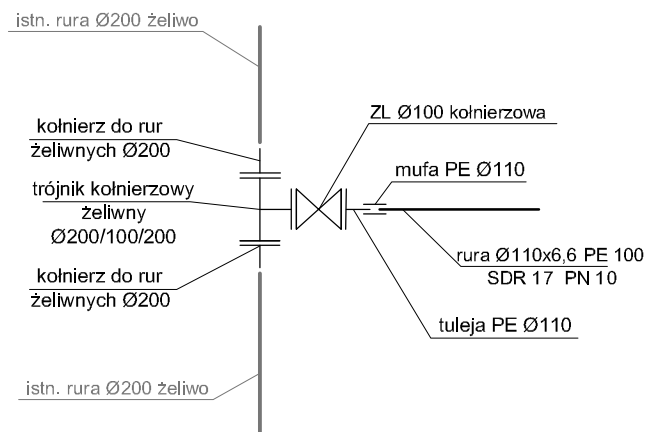 istn. rura Ø200 żeliwo
ZL Ø100 kołnierzowa
kołnierz do rur
żeliwnych Ø200
mufa PE Ø110
trójnik kołnierzowy
żeliwny
Ø200/100/200
rura Ø110x6,6 PE 100
SDR 17 PN 10
kołnierz do rur
żeliwnych Ø200
tuleja PE Ø110
istn. rura Ø200 żeliwo